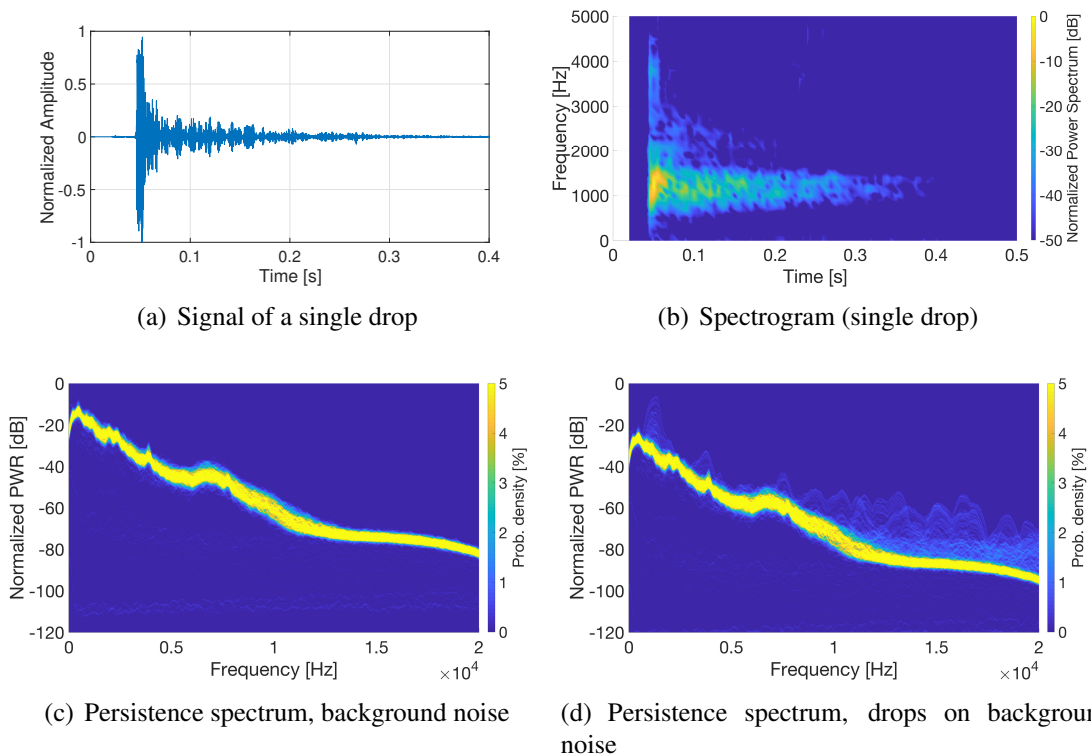 1
0.5
0
-0.5
-1
Normalized Amplitude
0 0.1 0.2 0.3 0.4
Time [s]
(a) Signal of a single drop
5000
4000
3000
2000
1000
0
Frequency [Hz]
0 0.1 0.2 0.3 0.4 0.5
Time [s]
0
-10
-20
-30
-40
-50
Normalized Power Spectrum [dB]
(b) Spectrogram (single drop)
0
-20
-40
-60
-80
-100
-120
Normalized PWR [dB]
0 0.5 1 1.5 2
Frequency [Hz] ×10⁴
5
4
3
2
1
0
Prob. density [%]
(c) Persistence spectrum, background noise
0
-20
-40
-60
-80
-100
-120
Normalized PWR [dB]
0 0.5 1 1.5 2
Frequency [Hz] ×10⁴
5
4
3
2
1
0
Prob. density [%]
(d) Persistence spectrum, drops on backgroun
noise